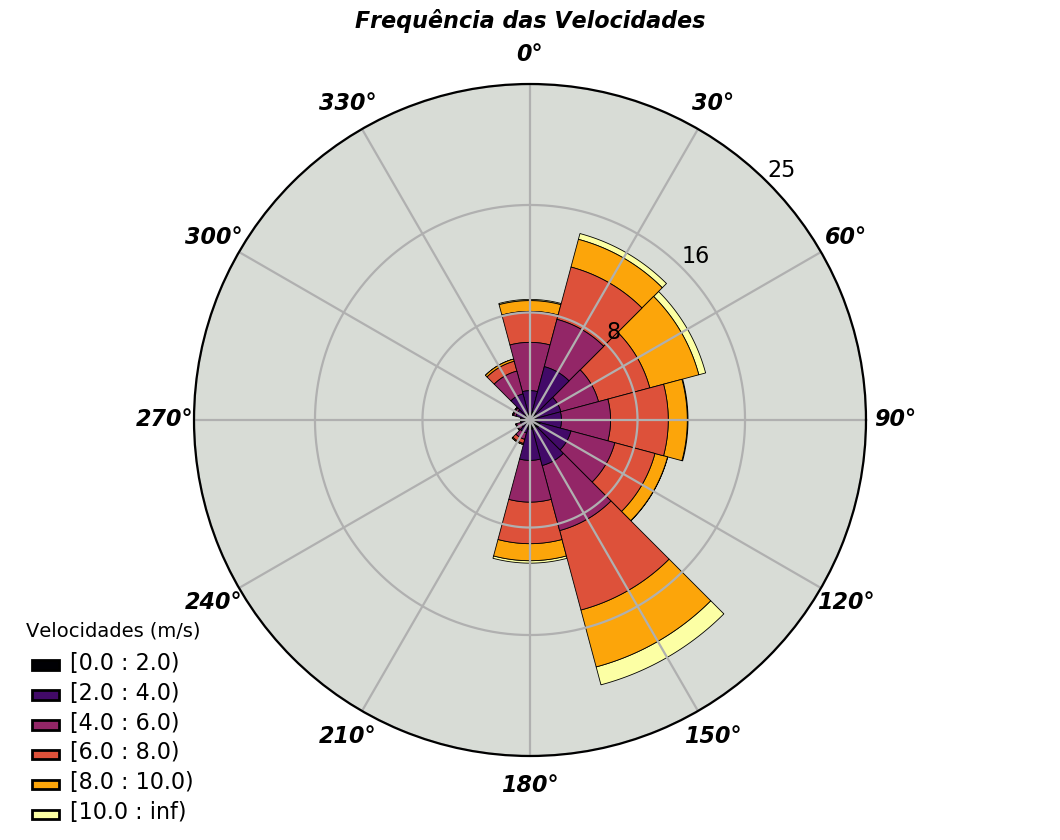 Frequência das Velocidades
0°
330°
30°
25
300°
60°
16
8
270°
90°
240°
120°
210°
150°
180°
Velocidades (m/s)
[0.0 : 2.0)
[2.0 : 4.0)
[4.0 : 6.0)
[6.0 : 8.0)
[8.0 : 10.0)
[10.0 : inf)